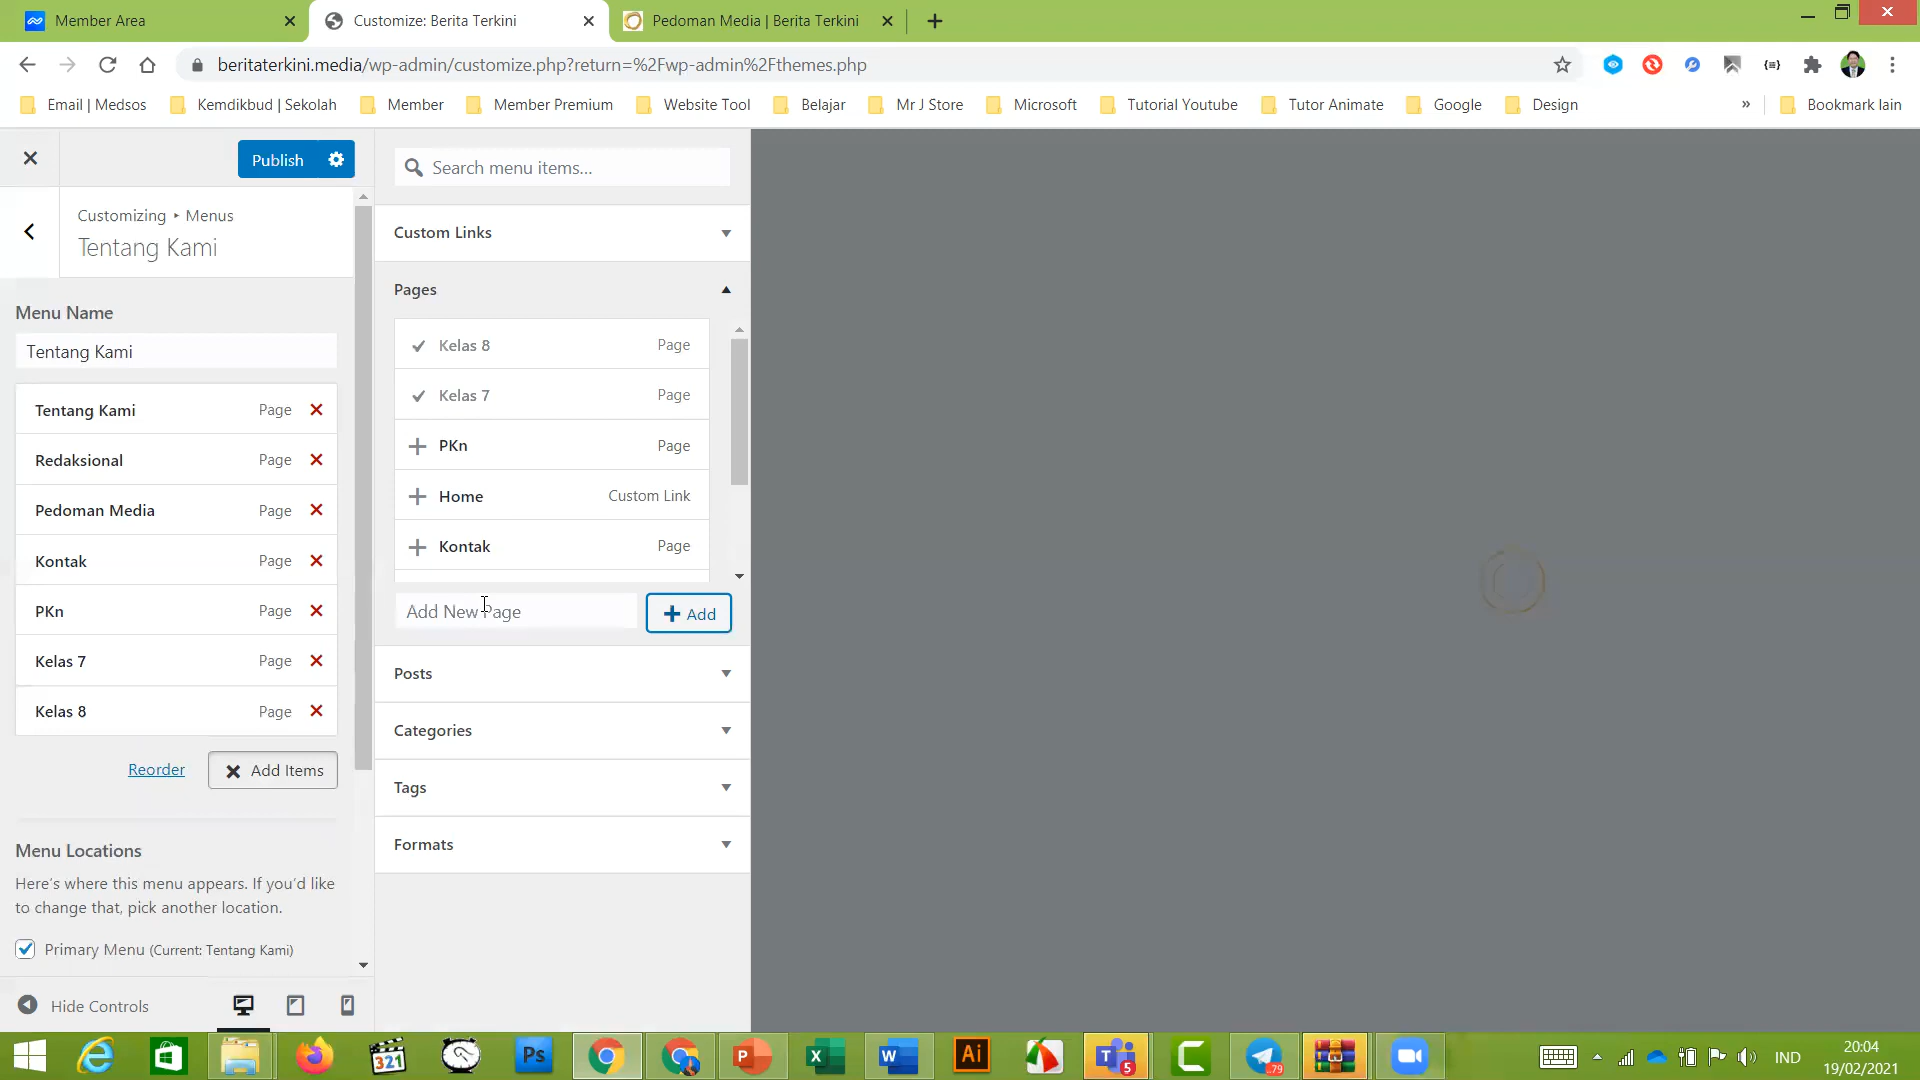 Member Area
Customize: Berita Terkini
Pedoman Media | Berita Terkini
beritaterkini.media/wp-admin/customize.php?return=%2Fwp-admin%2Fthemes.php
Email | Medsos
Kemdikbud | Sekolah
Member
Member Premium
Website Tool
Belajar
Mr J Store
Microsoft
Tutorial Youtube
Tutor Animate
Google
Design
»
Bookmark lain
Publish
Customizing ▸ Menus
Tentang Kami
Menu Name
Tentang Kami
Tentang Kami Page
Redaksional Page
Pedoman Media Page
Kontak Page
PKn Page
Kelas 7 Page
Kelas 8 Page
Reorder
Add Items
Menu Locations
Here's where this menu appears. If you'd like
to change that, pick another location.
Primary Menu (Current: Tentang Kami)
Hide Controls
Search menu items...
Custom Links
Pages
Kelas 8 Page
Kelas 7 Page
PKn Page
Home Custom Link
Kontak Page
Add New Page
Add
Posts
Categories
Tags
Formats
321
Ps
P
X
W
Ai
T
5
79
IND
20:04
19/02/2021